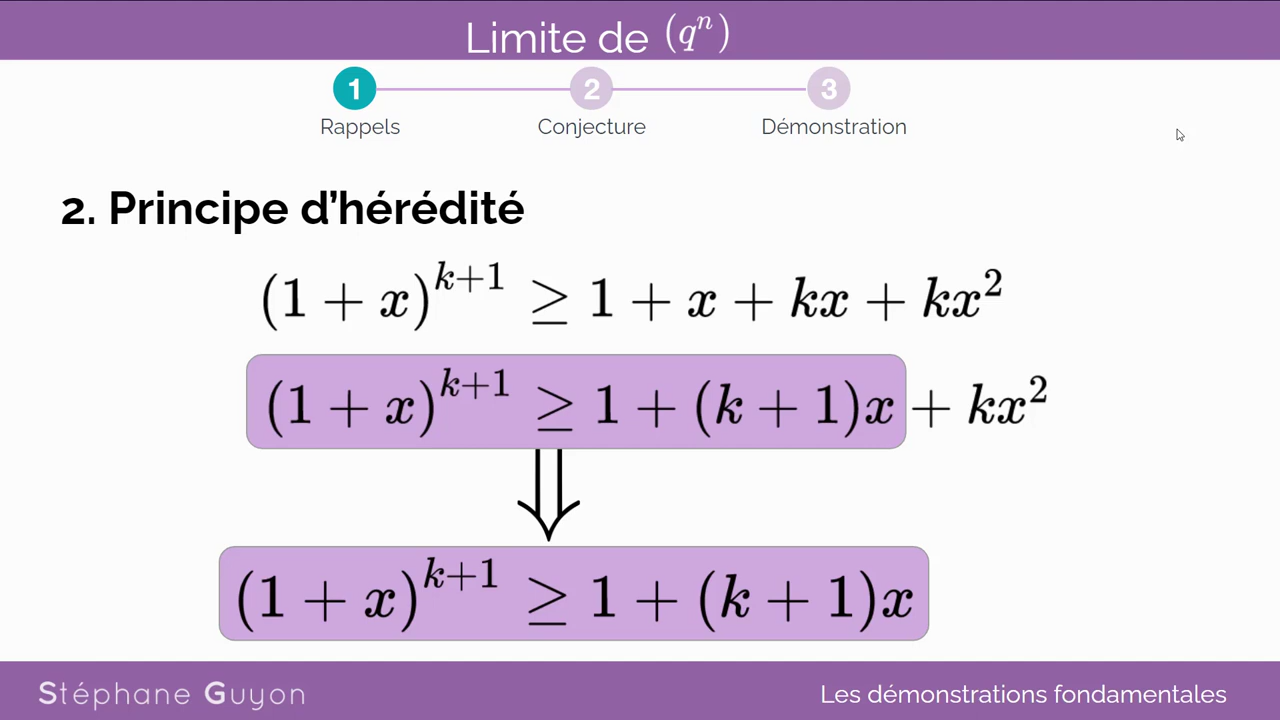 Limite de (qⁿ)
1 2 3
Rappels Conjecture Démonstration
2. Principe d'hérédité
(1 + x)^{k+1} ≥ 1 + x + kx + kx²
(1 + x)^{k+1} ≥ 1 + (k + 1)x + kx²
⇓
(1 + x)^{k+1} ≥ 1 + (k + 1)x
Stéphane Guyon Les démonstrations fondamentales